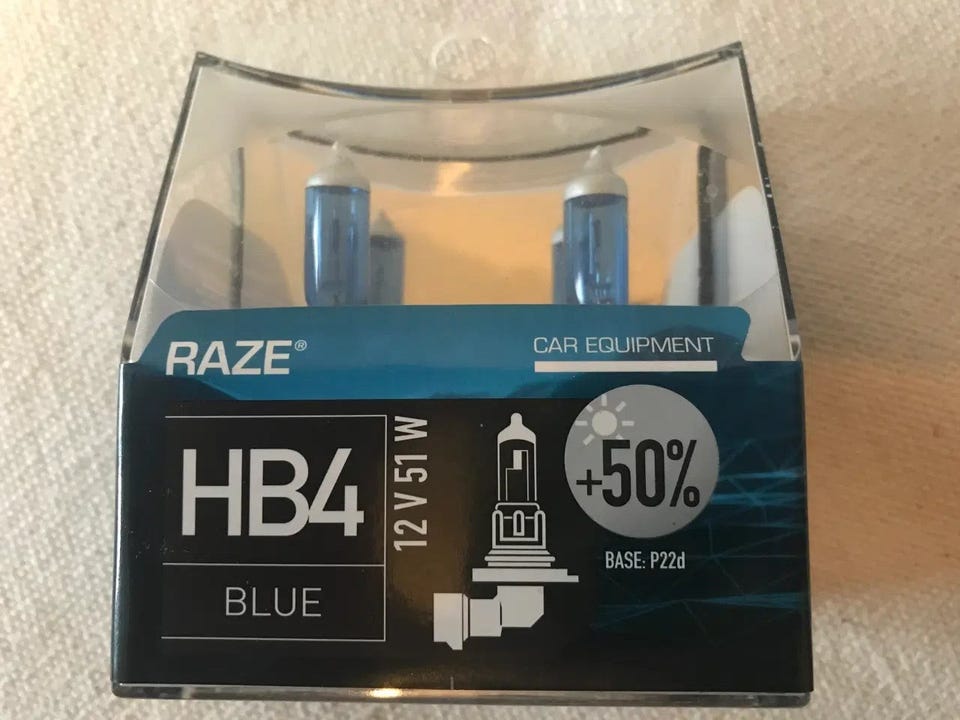 RAZE®
CAR EQUIPMENT
HB4
BLUE
12 V 51 W
+50%
BASE: P22d